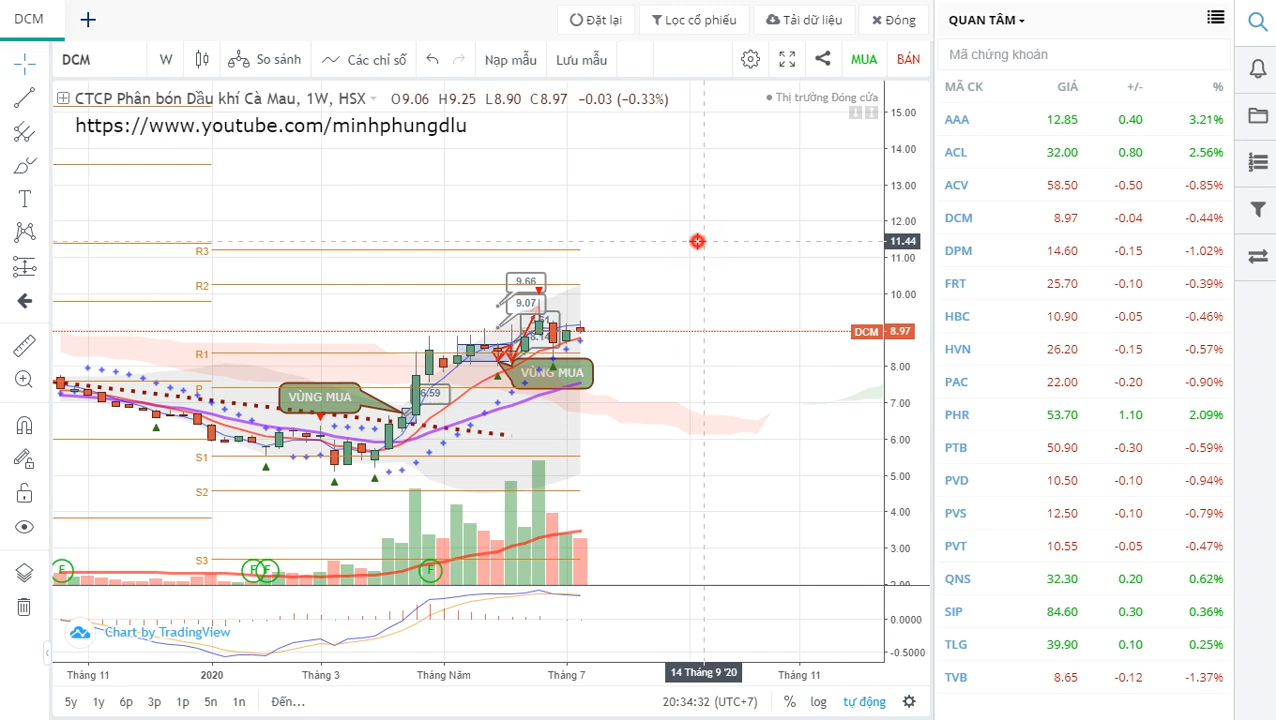 DCM
Đặt lại
Lọc cổ phiếu
Tải dữ liệu
Đóng
DCM
W
So sánh
Các chỉ số
Nạp mẫu
Lưu mẫu
MUA
BÁN
CTCP Phân bón Dầu khí Cà Mau, 1W, HSX
O9.06 H9.25 L8.90 C8.97 −0.03 (−0.33%)
Thị trường Đóng cửa
https://www.youtube.com/minhphungdlu
15.00
14.00
13.00
12.00
11.44
11.00
10.00
DCM 8.97
8.00
7.00
6.00
5.00
4.00
3.00
R3
R2
R1
P
S1
S2
S3
9.66
9.07
VÙNG MUA
VÙNG MUA
6.59
F
F
F
F
Chart by TradingView
0.0000
-0.5000
Tháng 11
2020
Tháng 3
Tháng Năm
Tháng 7
14 Tháng 9 '20
Tháng 11
5y 1y 6p 3p 1p 5n 1n Đến...
20:34:32 (UTC+7)
% log tự động
QUAN TÂM
Mã chứng khoán
MÃ CK GIÁ +/- %
AAA 12.85 0.40 3.21%
ACL 32.00 0.80 2.56%
ACV 58.50 -0.50 -0.85%
DCM 8.97 -0.04 -0.44%
DPM 14.60 -0.15 -1.02%
FRT 25.70 -0.10 -0.39%
HBC 10.90 -0.05 -0.46%
HVN 26.20 -0.15 -0.57%
PAC 22.00 -0.20 -0.90%
PHR 53.70 1.10 2.09%
PTB 50.90 -0.30 -0.59%
PVD 10.50 -0.10 -0.94%
PVS 12.50 -0.10 -0.79%
PVT 10.55 -0.05 -0.47%
QNS 32.30 0.20 0.62%
SIP 84.60 0.30 0.36%
TLG 39.90 0.10 0.25%
TVB 8.65 -0.12 -1.37%